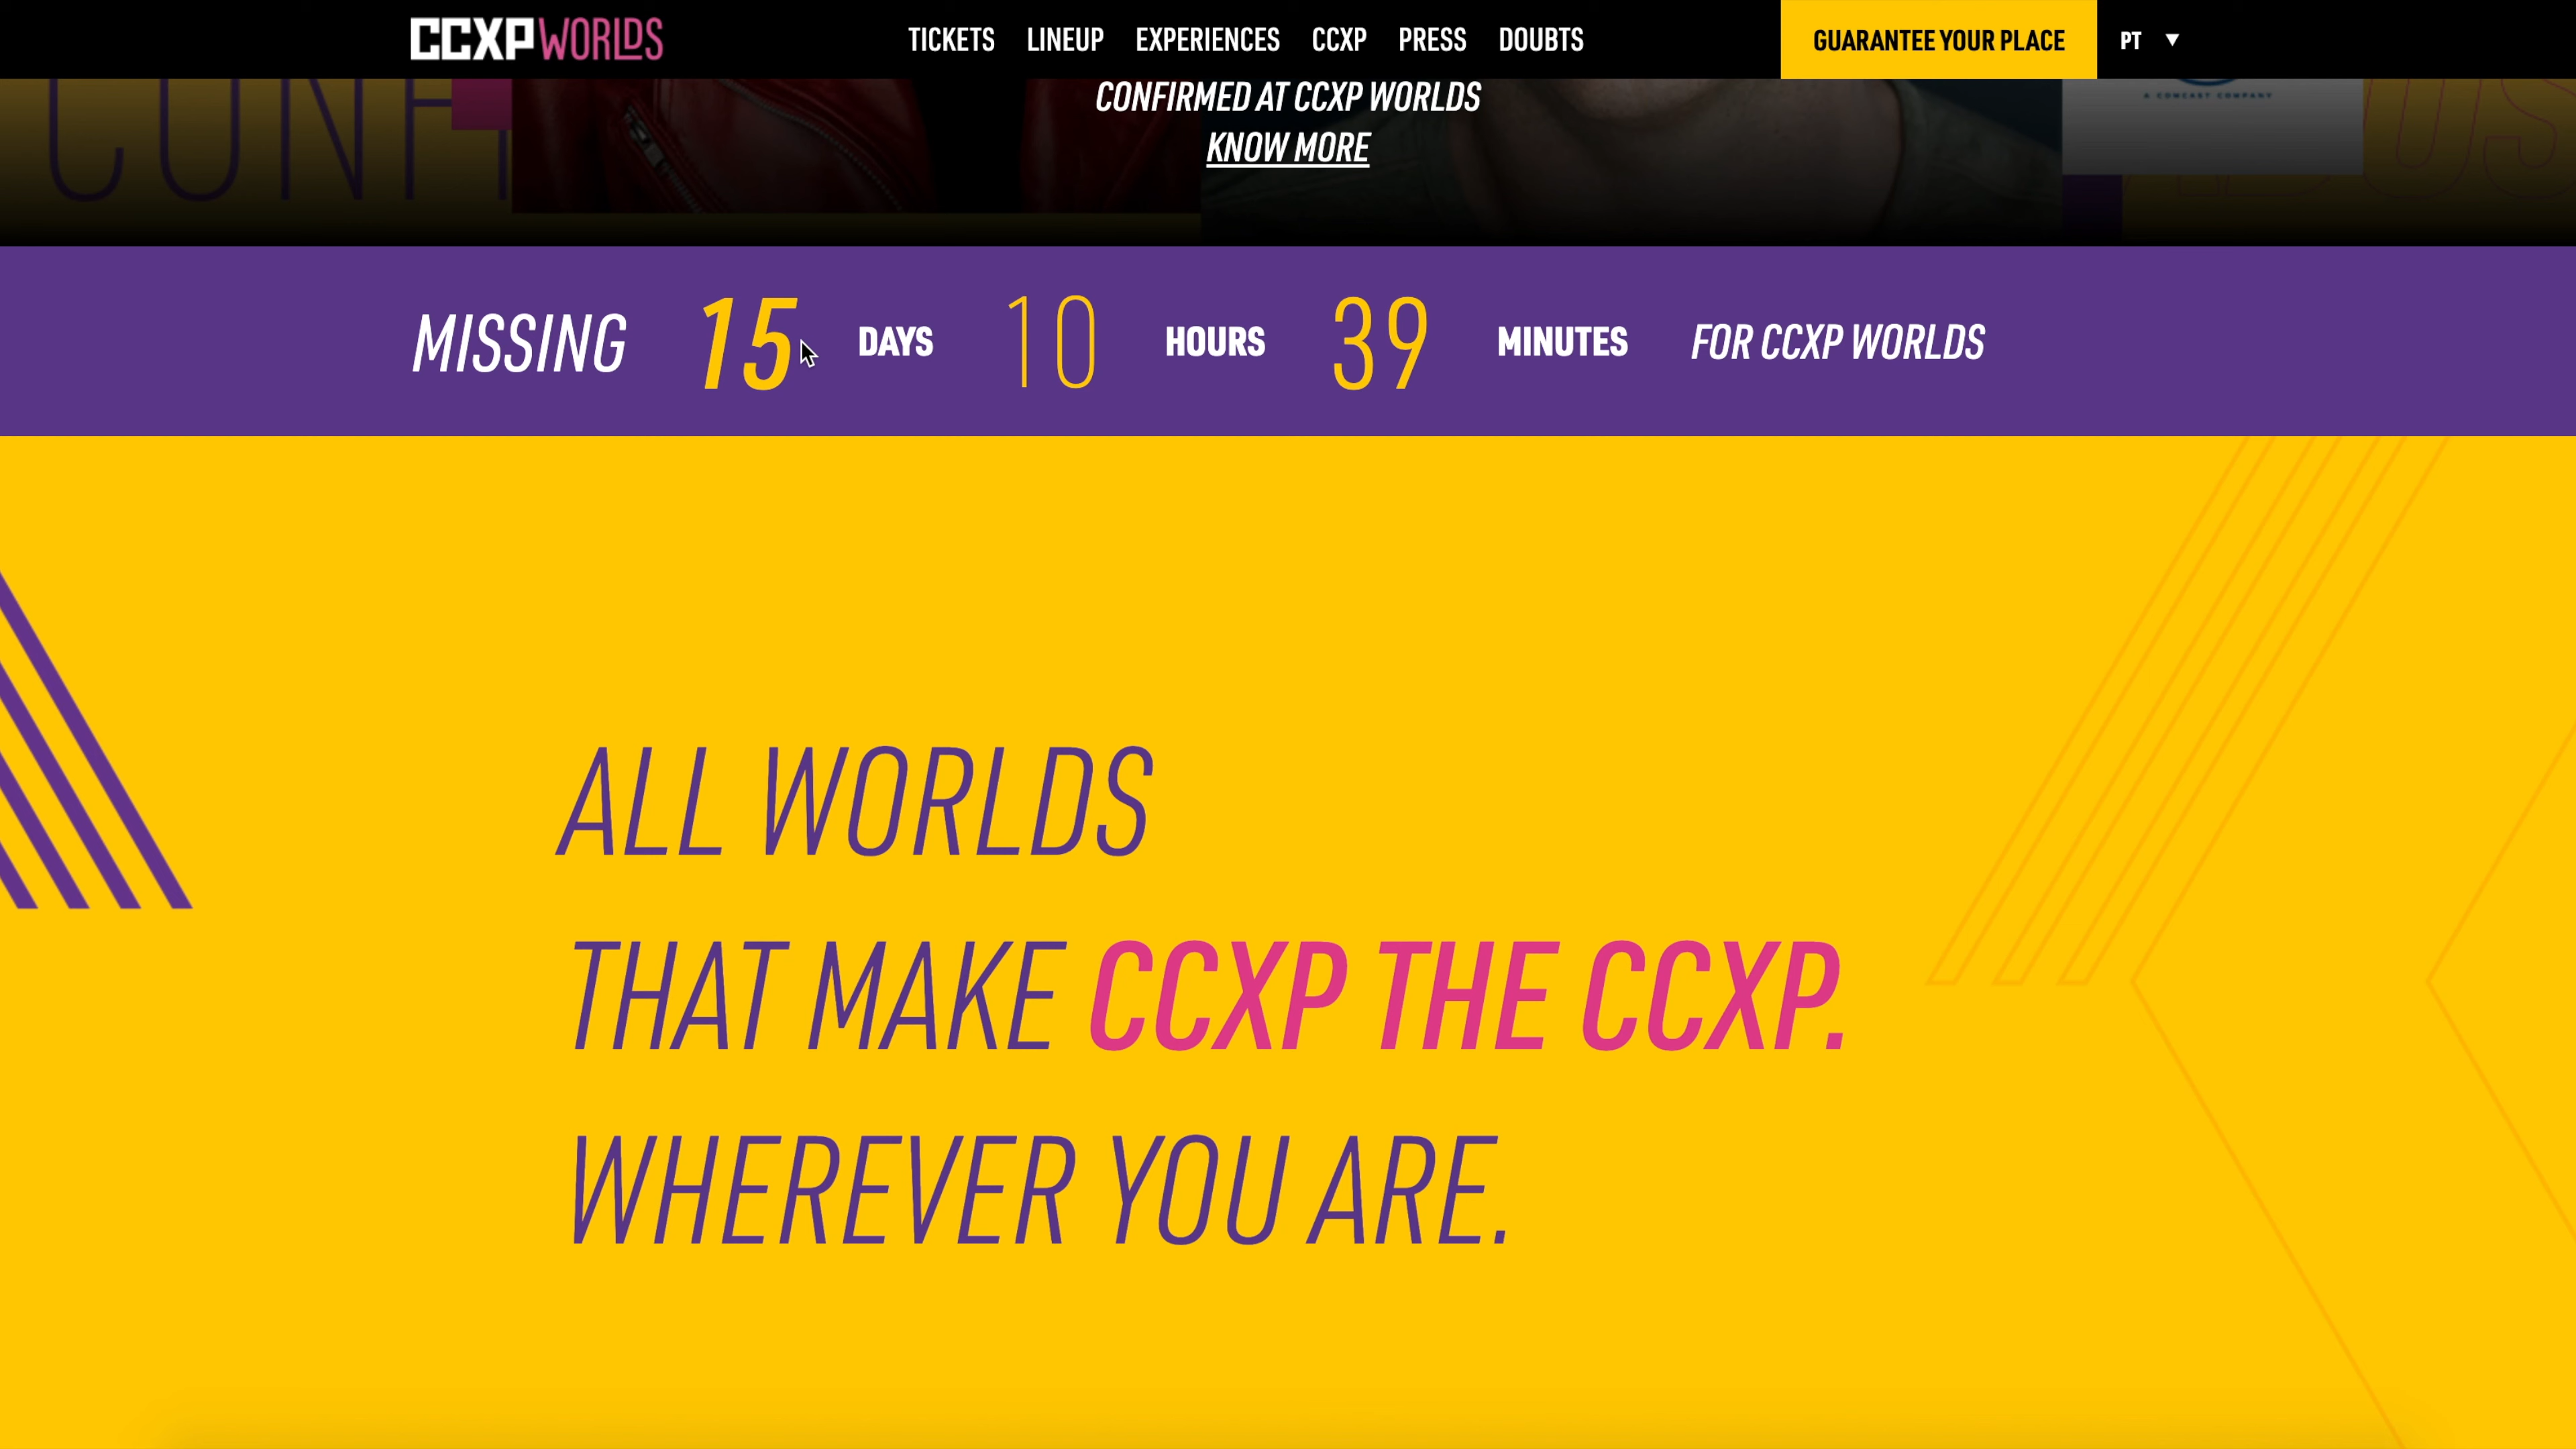 CCXP WORLDS
TICKETS LINEUP EXPERIENCES CCXP PRESS DOUBTS
GUARANTEE YOUR PLACE
PT
CONFIRMED AT CCXP WORLDS
KNOW MORE
A COMCAST COMPANY
MISSING 15 DAYS 10 HOURS 39 MINUTES FOR CCXP WORLDS
ALL WORLDS
THAT MAKE CCXP THE CCXP.
WHEREVER YOU ARE.